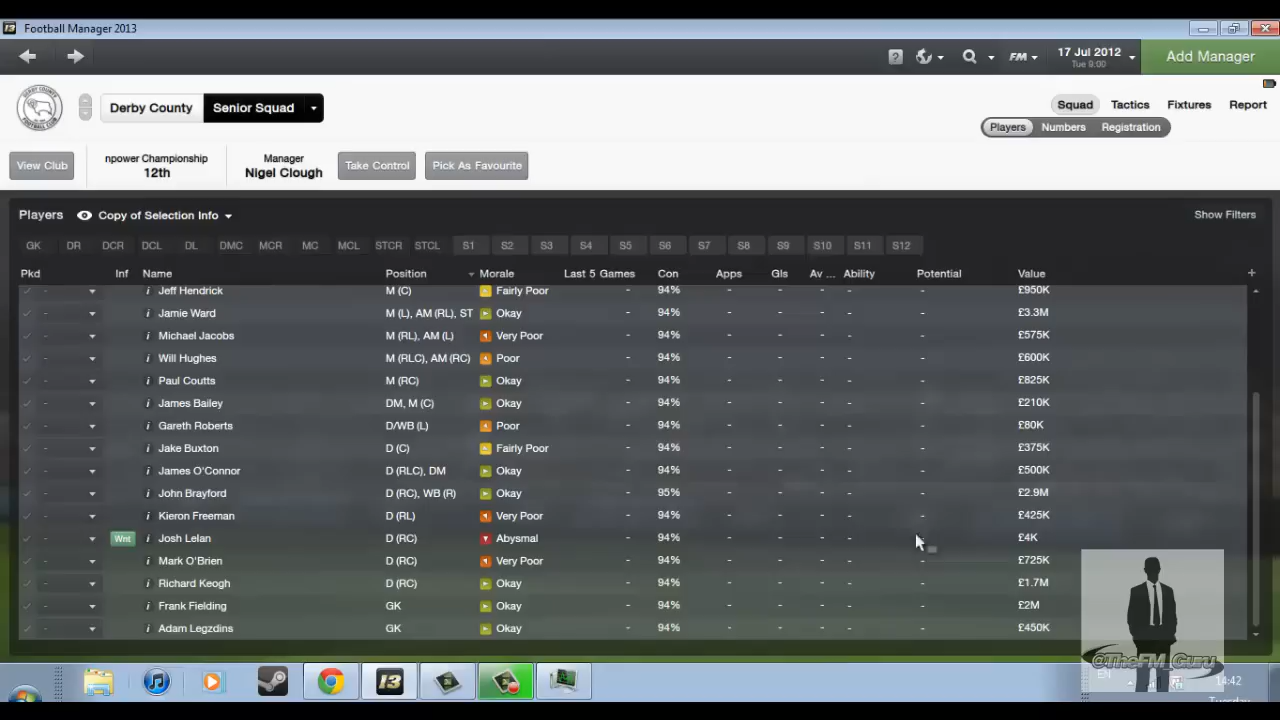 Football Manager 2013
17 Jul 2012
Tue 9:00
FM
Add Manager
Derby County
Senior Squad
Squad Tactics Fixtures Report
Players Numbers Registration
View Club
npower Championship
12th
Manager
Nigel Clough
Take Control
Pick As Favourite
Players Copy of Selection Info Show Filters
GK DR DCR DCL DL DMC MCR MC MCL STCR STCL S1 S2 S3 S4 S5 S6 S7 S8 S9 S10 S11 S12
Pkd Inf Name Position Morale Last 5 Games Con Apps Gls Av ... Ability Potential Value +
- i Jeff Hendrick M (C) Fairly Poor - 94% - - - - - £950K
- i Jamie Ward M (L), AM (RL), ST Okay - 94% - - - - - £3.3M
- i Michael Jacobs M (RL), AM (L) Very Poor - 94% - - - - - £575K
- i Will Hughes M (RLC), AM (RC) Poor - 94% - - - - - £600K
- i Paul Coutts M (RC) Okay - 94% - - - - - £825K
- i James Bailey DM, M (C) Okay - 94% - - - - - £210K
- i Gareth Roberts D/WB (L) Poor - 94% - - - - - £80K
- i Jake Buxton D (C) Fairly Poor - 94% - - - - - £375K
- i James O'Connor D (RLC), DM Okay - 94% - - - - - £500K
- i John Brayford D (RC), WB (R) Okay - 95% - - - - - £2.9M
- i Kieron Freeman D (RL) Very Poor - 94% - - - - - £425K
- Wnt i Josh Lelan D (RC) Abysmal - 94% - - - - - £4K
- i Mark O'Brien D (RC) Very Poor - 94% - - - - - £725K
- i Richard Keogh D (RC) Okay - 94% - - - - - £1.7M
- i Frank Fielding GK Okay - 94% - - - - - £2M
- i Adam Legzdins GK Okay - 94% - - - - - £450K
@TheFM_Guru
EN
14:42
Tuesday